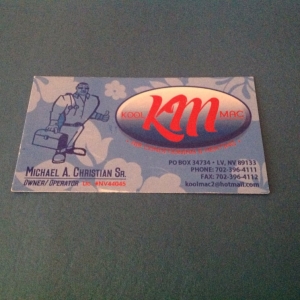 KOOL KM MAC
PO BOX 34734 • LV, NV 89133
PHONE: 702-396-4111
FAX: 702-396-4112
koolmac2@hotmail.com
MICHAEL A. CHRISTIAN SR.
OWNER/OPERATOR